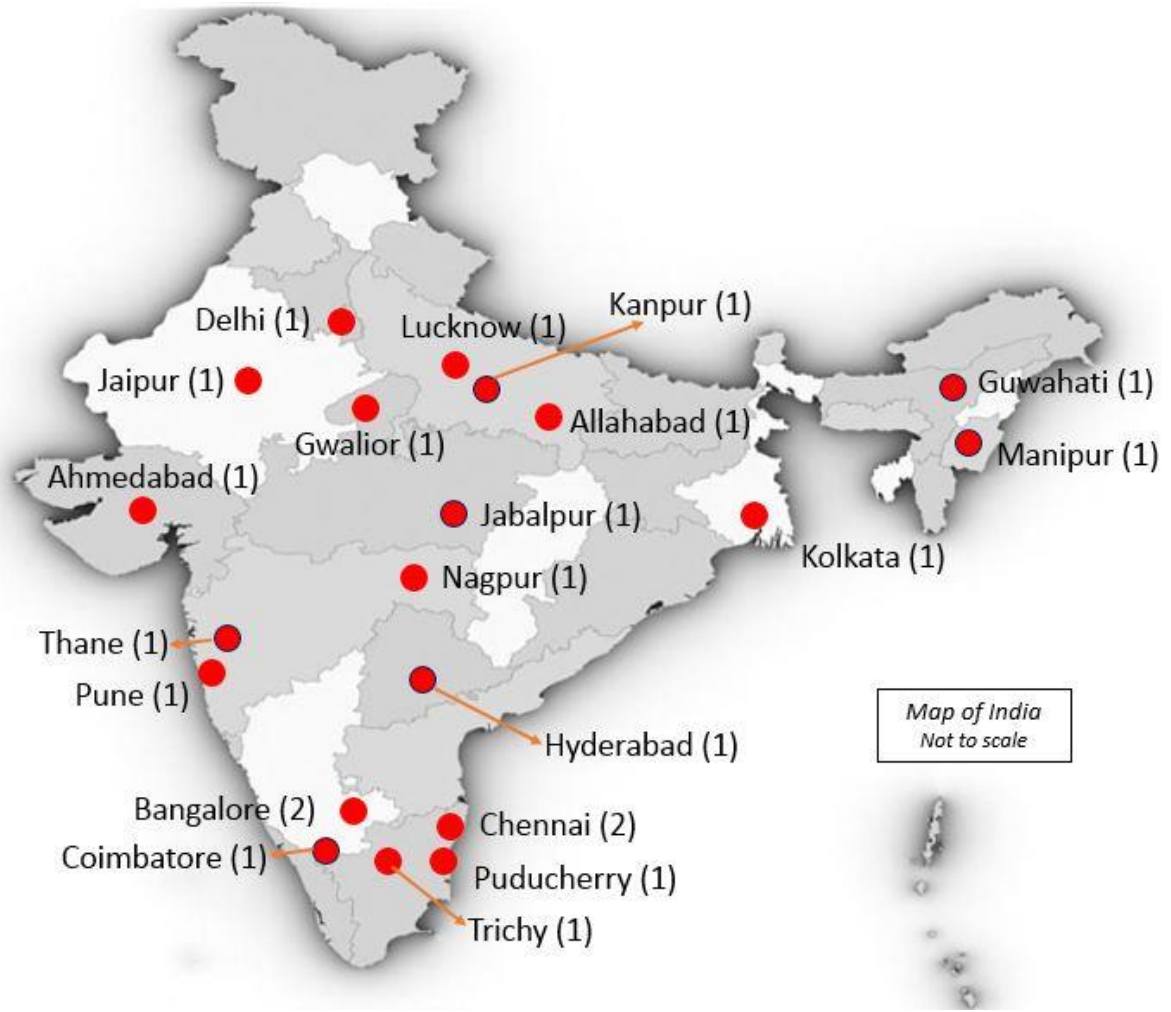 Kanpur (1)
Delhi (1)
Lucknow (1)
Jaipur (1)
Guwahati (1)
Allahabad (1)
Gwalior (1)
Manipur (1)
Ahmedabad (1)
Jabalpur (1)
Kolkata (1)
Nagpur (1)
Thane (1)
Pune (1)
Map of India
Not to scale
Hyderabad (1)
Bangalore (2)
Chennai (2)
Coimbatore (1)
Puducherry (1)
Trichy (1)